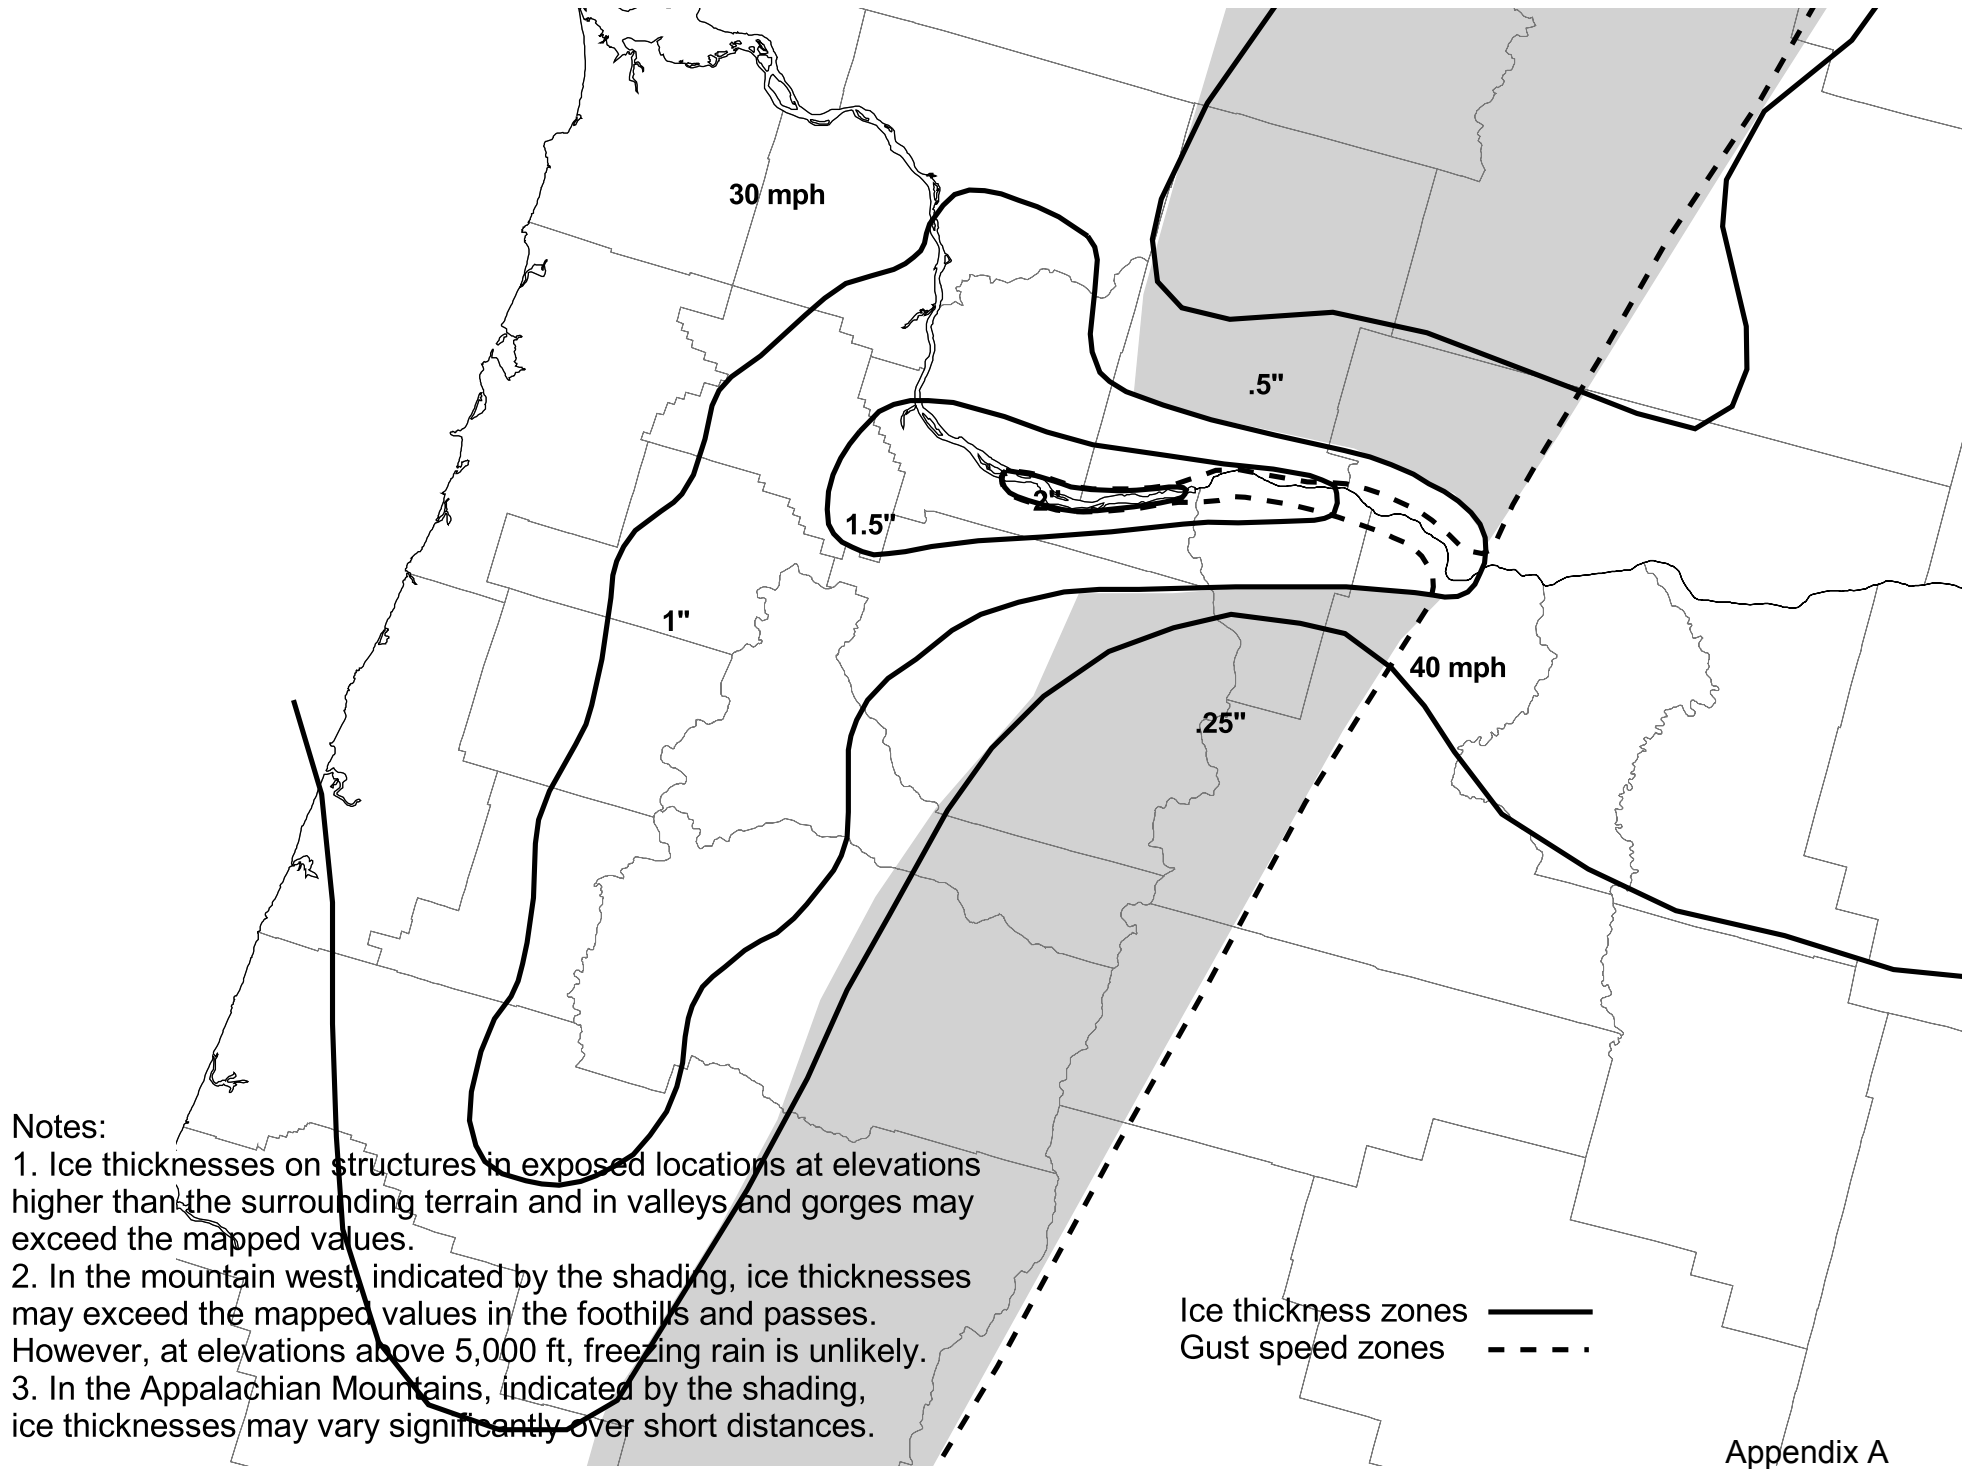 30 mph
.5"
2"
1.5"
1"
40 mph
.25"
Notes:
1. Ice thicknesses on structures in exposed locations at elevations
higher than the surrounding terrain and in valleys and gorges may
exceed the mapped values.
2. In the mountain west, indicated by the shading, ice thicknesses
may exceed the mapped values in the foothills and passes.
However, at elevations above 5,000 ft, freezing rain is unlikely.
3. In the Appalachian Mountains, indicated by the shading,
ice thicknesses may vary significantly over short distances.
Ice thickness zones
Gust speed zones
Appendix A